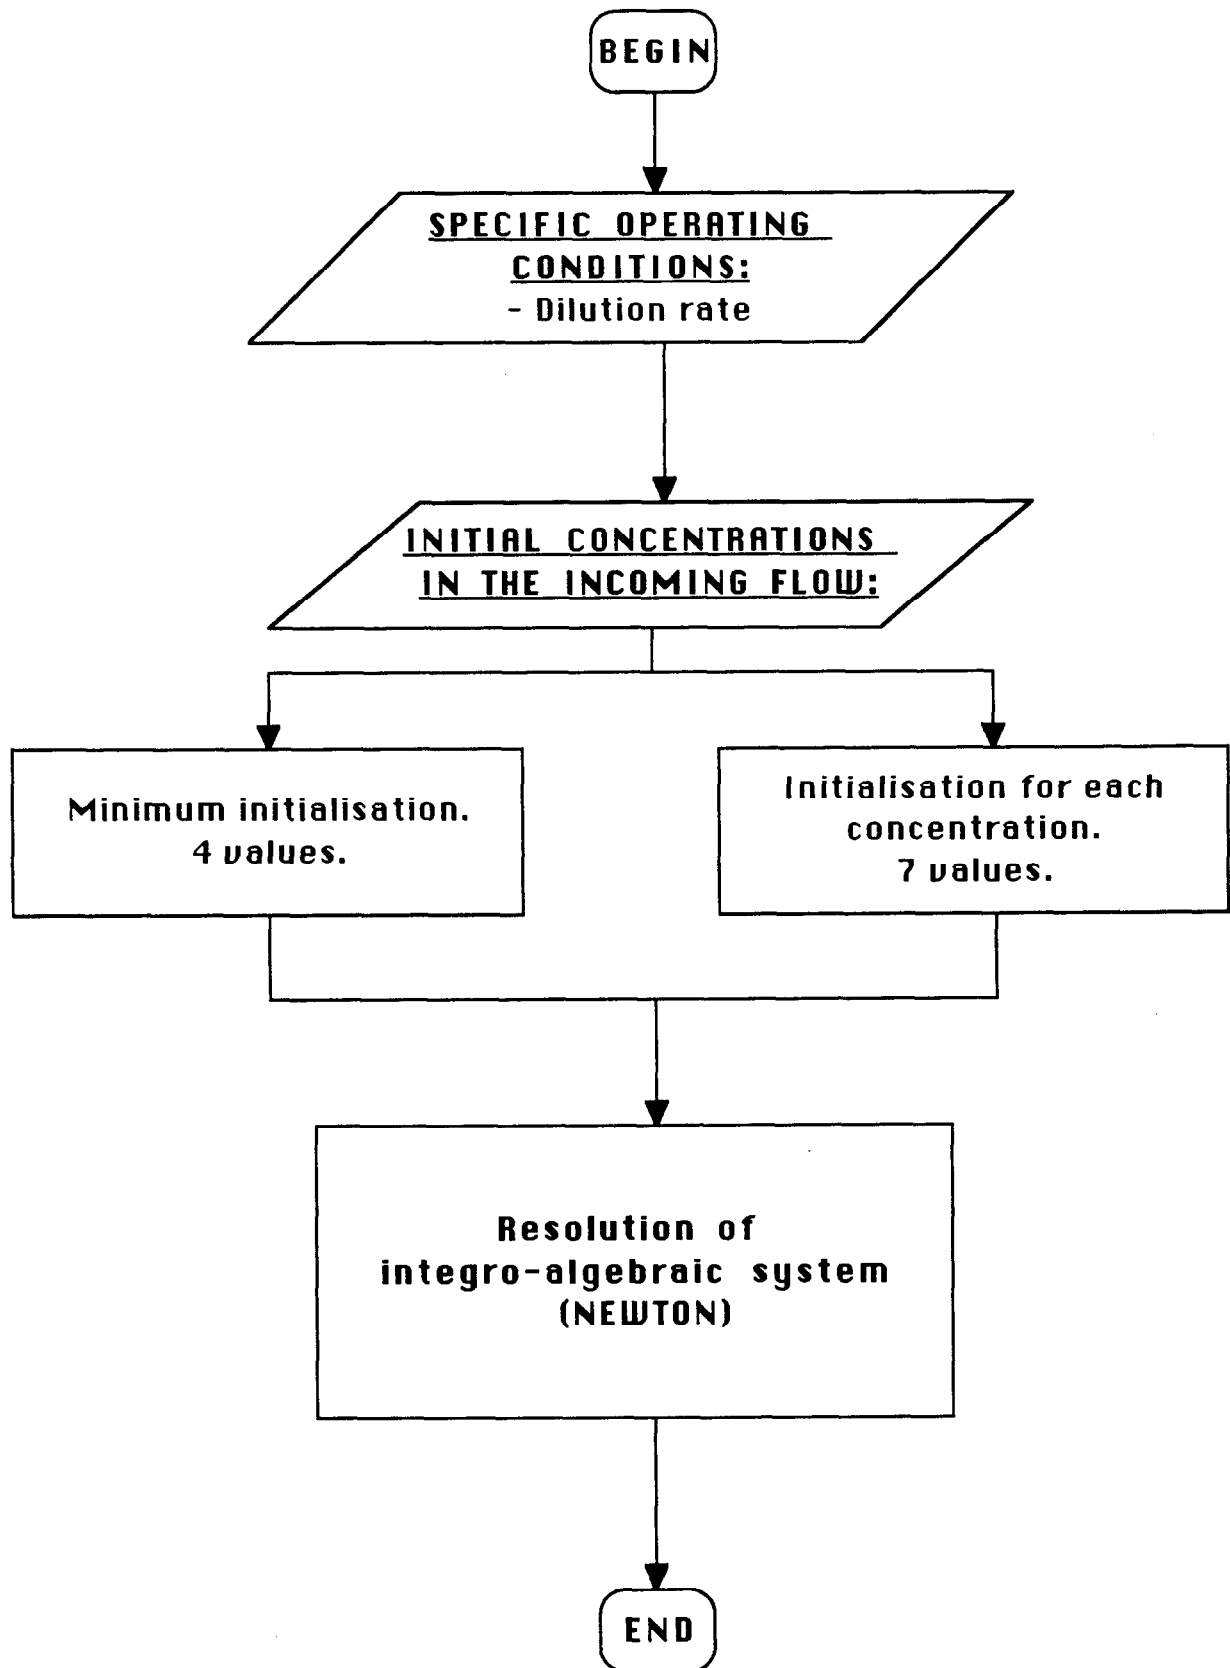 BEGIN
SPECIFIC OPERATING
CONDITIONS:
- Dilution rate
INITIAL CONCENTRATIONS
IN THE INCOMING FLOW:
Minimum initialisation.
4 values.
Initialisation for each
concentration.
7 values.
Resolution of
integro-algebraic system
(NEWTON)
END